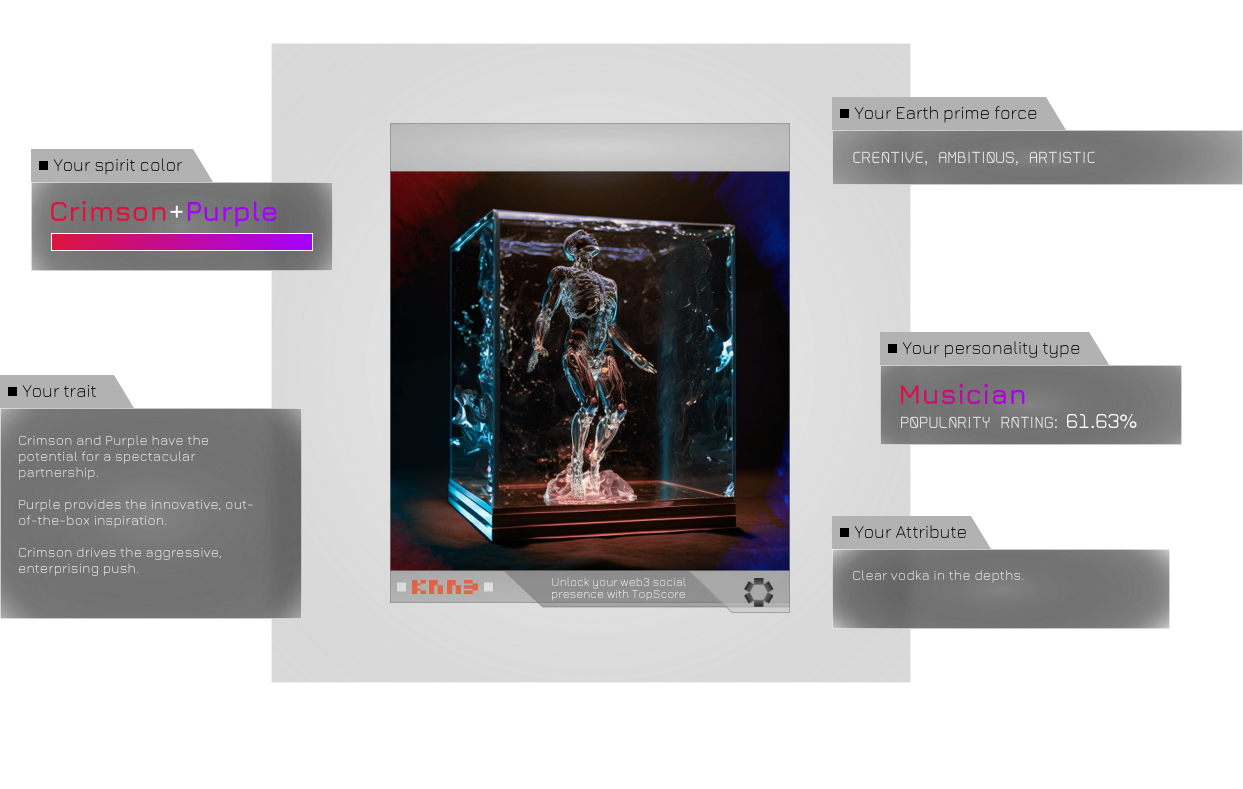 Your spirit color
Crimson+Purple
Your trait
Crimson and Purple have the
potential for a spectacular
partnership.
Purple provides the innovative, out-
of-the-box inspiration.
Crimson drives the aggressive,
enterprising push.
KNN3
Unlock your web3 social
presence with TopScore
Your Earth prime force
CREATIVE, AMBITIOUS, ARTISTIC
Your personality type
Musician
POPULARITY RATING: 61.63%
Your Attribute
Clear vodka in the depths.